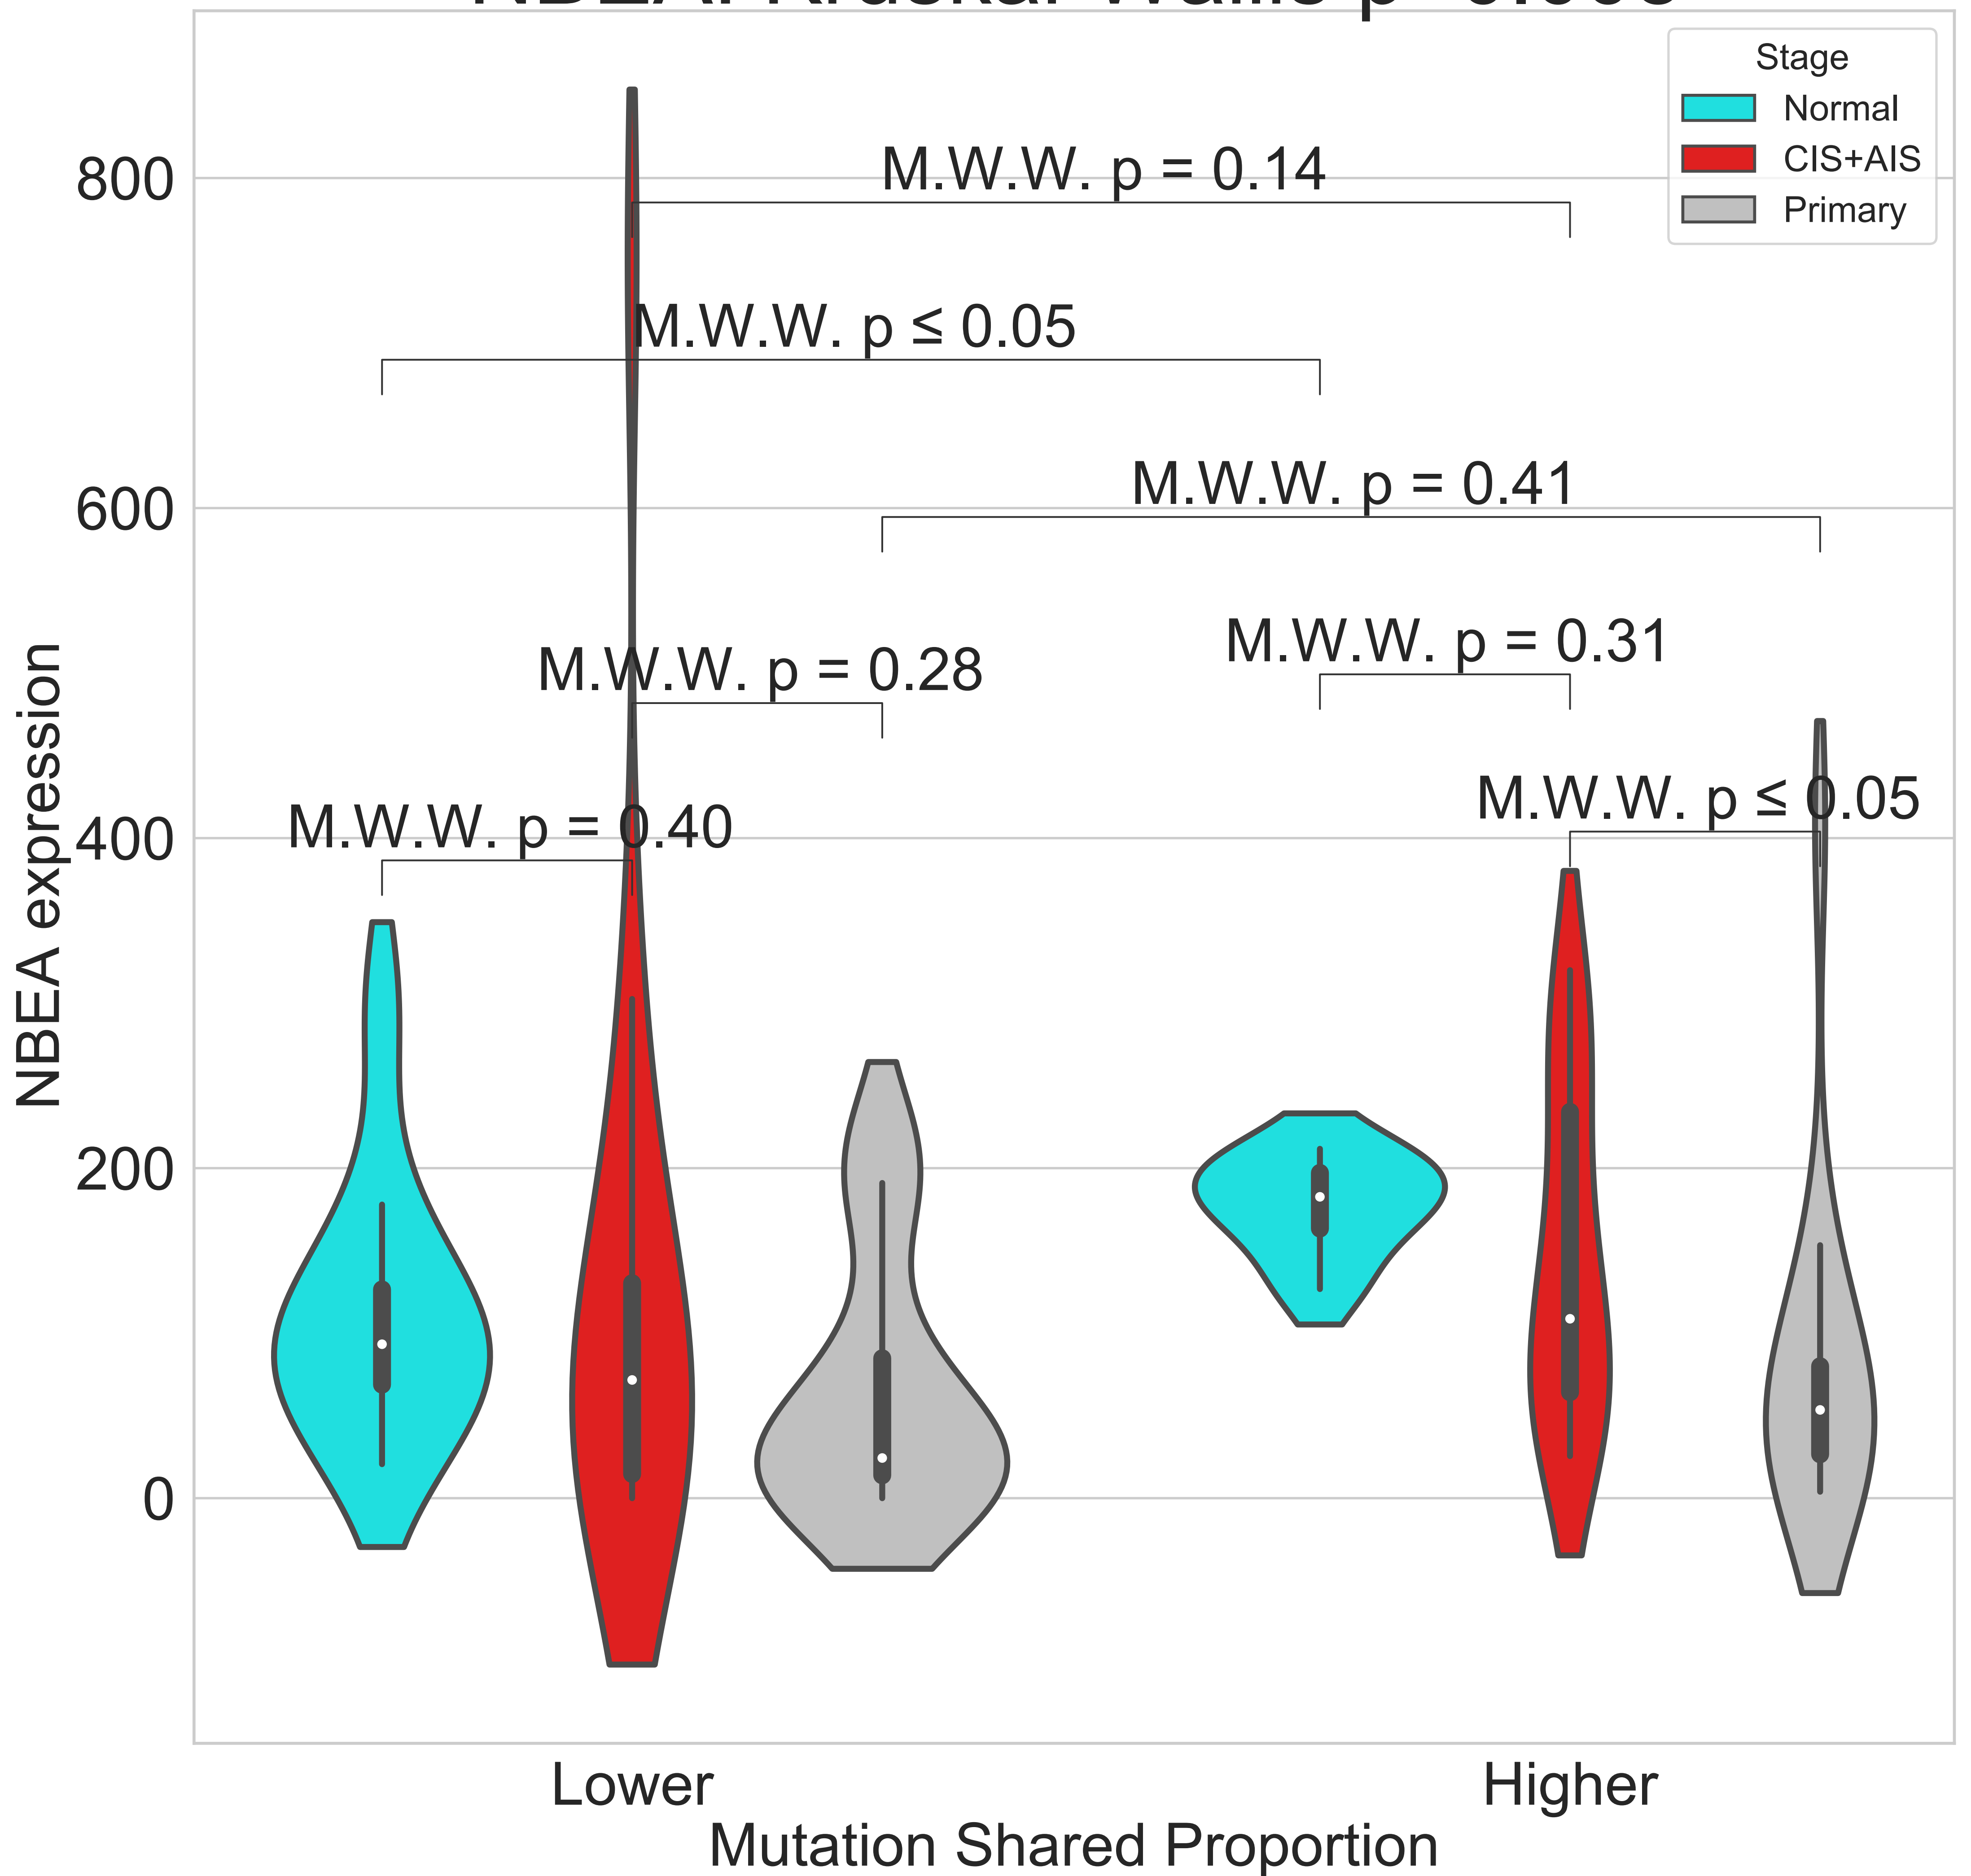 Stage
Normal
CIS+AIS
Primary
M.W.W. p = 0.14
M.W.W. p ≤ 0.05
M.W.W. p = 0.41
M.W.W. p = 0.31
M.W.W. p = 0.28
M.W.W. p ≤ 0.05
M.W.W. p = 0.40
800
600
400
200
0
NBEA expression
Lower
Higher
Mutation Shared Proportion